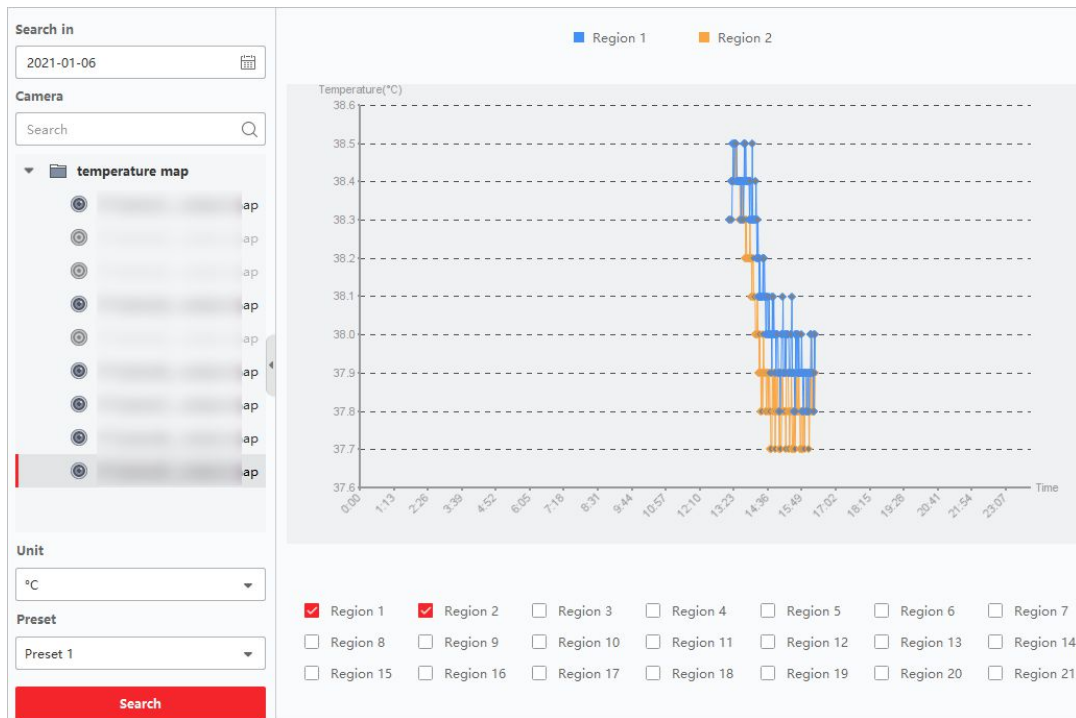 Search in
2021-01-06
Camera
Search
temperature map
ap
ap
ap
ap
ap
ap
ap
ap
ap
Unit
°C
Preset
Preset 1
Search
Region 1 Region 2
Temperature(°C)
38.6
38.5
38.4
38.3
38.2
38.1
38.0
37.9
37.8
37.7
37.6
0:00 1:13 2:26 3:39 4:52 6:05 7:18 8:31 9:44 10:57 12:10 13:23 14:36 15:49 17:02 18:15 19:28 20:41 21:54 23:07
Time
Region 1 Region 2 Region 3 Region 4 Region 5 Region 6 Region 7
Region 8 Region 9 Region 10 Region 11 Region 12 Region 13 Region 14
Region 15 Region 16 Region 17 Region 18 Region 19 Region 20 Region 21